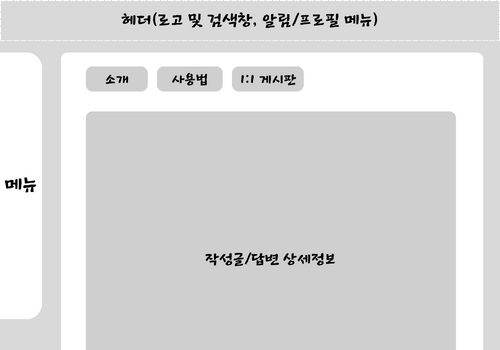 헤더(로고 및 검색창, 알림/프로필 메뉴)
소개
사용법
1:1 게시판
메뉴
작성글/답변 상세정보